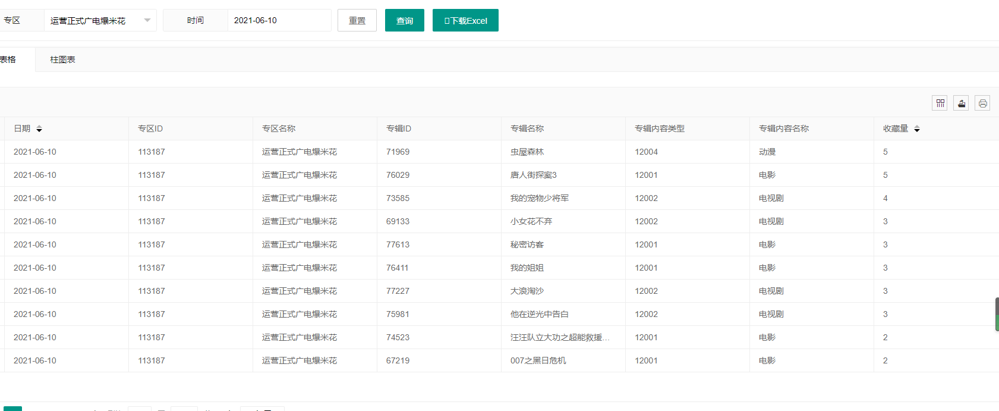 专区 运营正式广电爆米花 时间 2021-06-10 重置 查询 下载Excel
表格 柱图表
日期 专区ID 专区名称 专辑ID 专辑名称 专辑内容类型 专辑内容名称 收藏量
2021-06-10 113187 运营正式广电爆米花 71969 虫屋森林 12004 动漫 5
2021-06-10 113187 运营正式广电爆米花 76029 唐人街探案3 12001 电影 5
2021-06-10 113187 运营正式广电爆米花 73585 我的宠物少将军 12002 电视剧 4
2021-06-10 113187 运营正式广电爆米花 69133 小女花不弃 12002 电视剧 3
2021-06-10 113187 运营正式广电爆米花 77613 秘密访客 12001 电影 3
2021-06-10 113187 运营正式广电爆米花 76411 我的姐姐 12001 电影 3
2021-06-10 113187 运营正式广电爆米花 77227 大浪淘沙 12002 电视剧 3
2021-06-10 113187 运营正式广电爆米花 75981 他在逆光中告白 12002 电视剧 3
2021-06-10 113187 运营正式广电爆米花 74523 汪汪队立大功之超能救援... 12001 电影 2
2021-06-10 113187 运营正式广电爆米花 67219 007之黑日危机 12001 电影 2